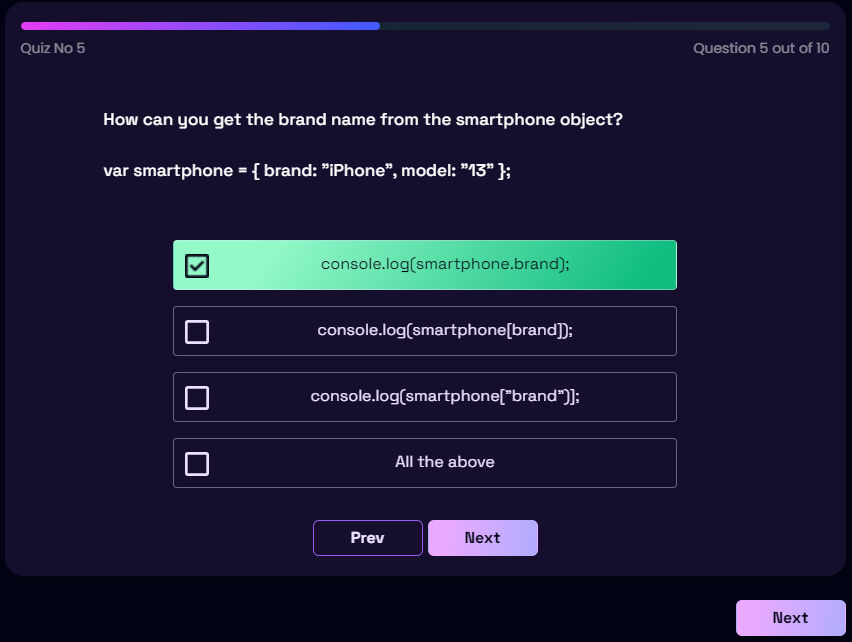 Quiz No 5
Question 5 out of 10
How can you get the brand name from the smartphone object?
var smartphone = { brand: ”iPhone”, model: ”13” };
console.log(smartphone.brand);
console.log(smartphone[brand]);
console.log(smartphone[”brand”)];
All the above
Prev
Next
Next